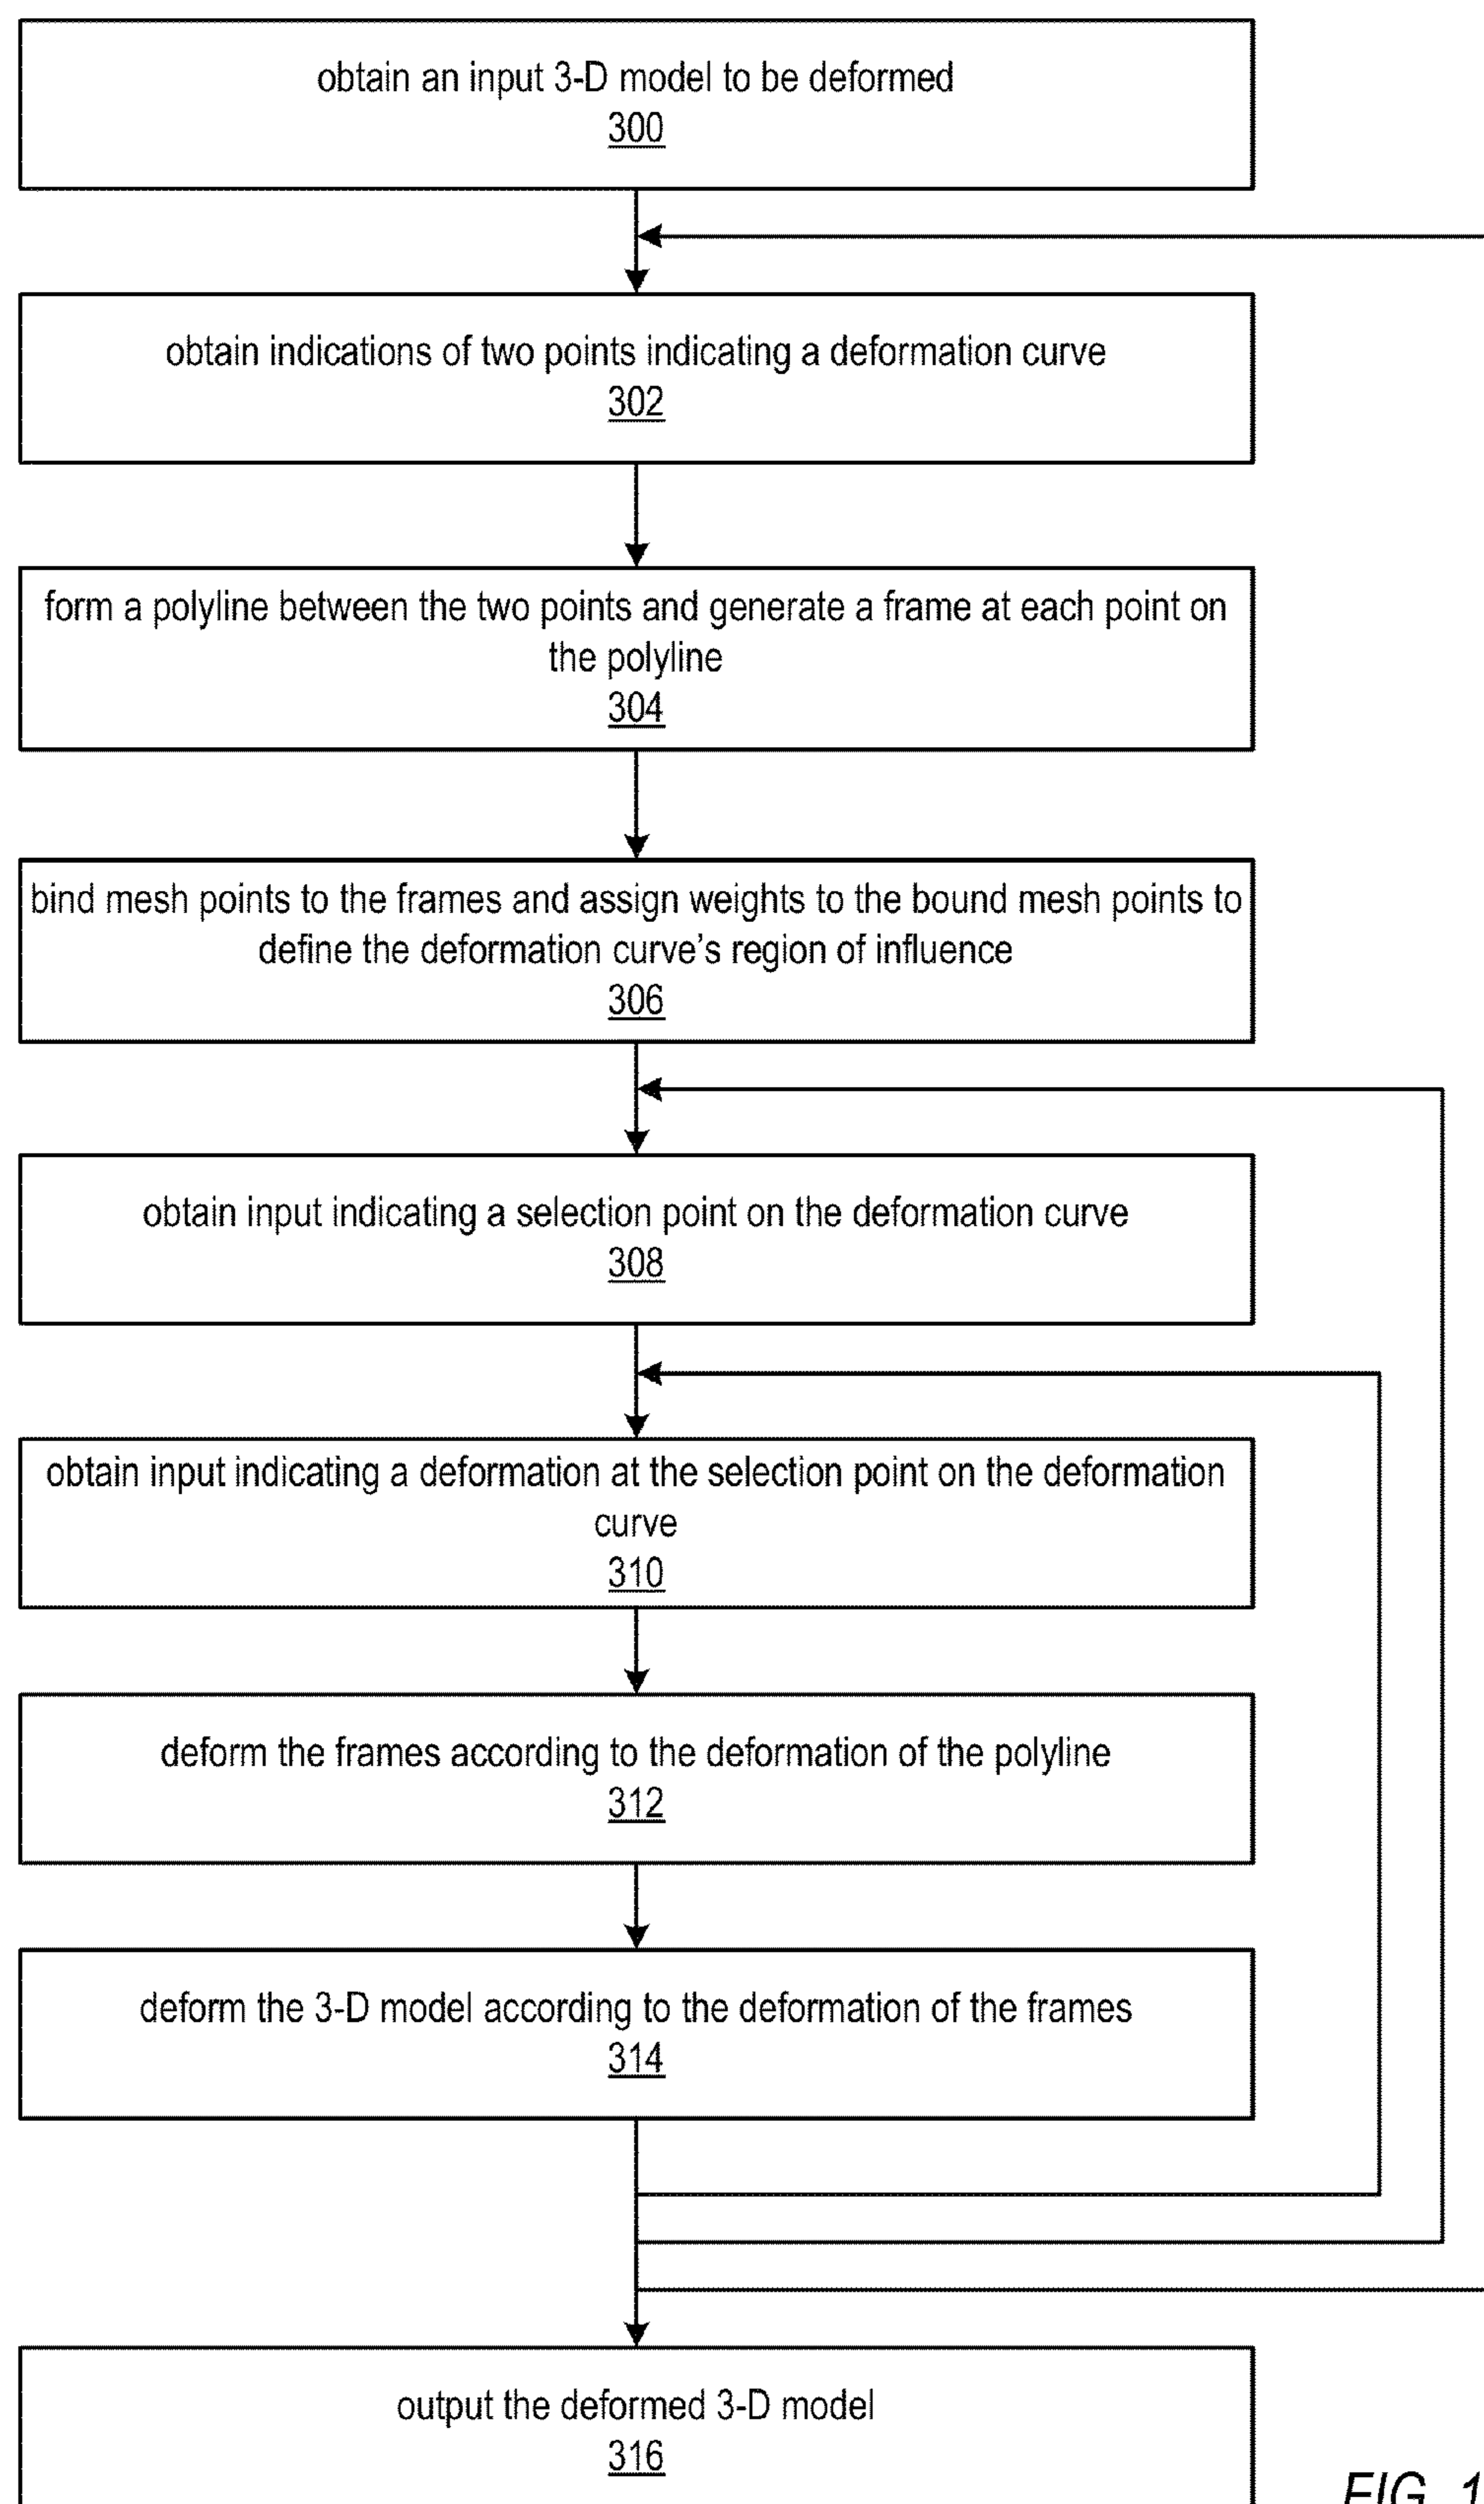 obtain an input 3-D model to be deformed
300
obtain indications of two points indicating a deformation curve
302
form a polyline between the two points and generate a frame at each point on
the polyline
304
bind mesh points to the frames and assign weights to the bound mesh points to
define the deformation curve's region of influence
306
obtain input indicating a selection point on the deformation curve
308
obtain input indicating a deformation at the selection point on the deformation
curve
310
deform the frames according to the deformation of the polyline
312
deform the 3-D model according to the deformation of the frames
314
output the deformed 3-D model
316
FIG. 1